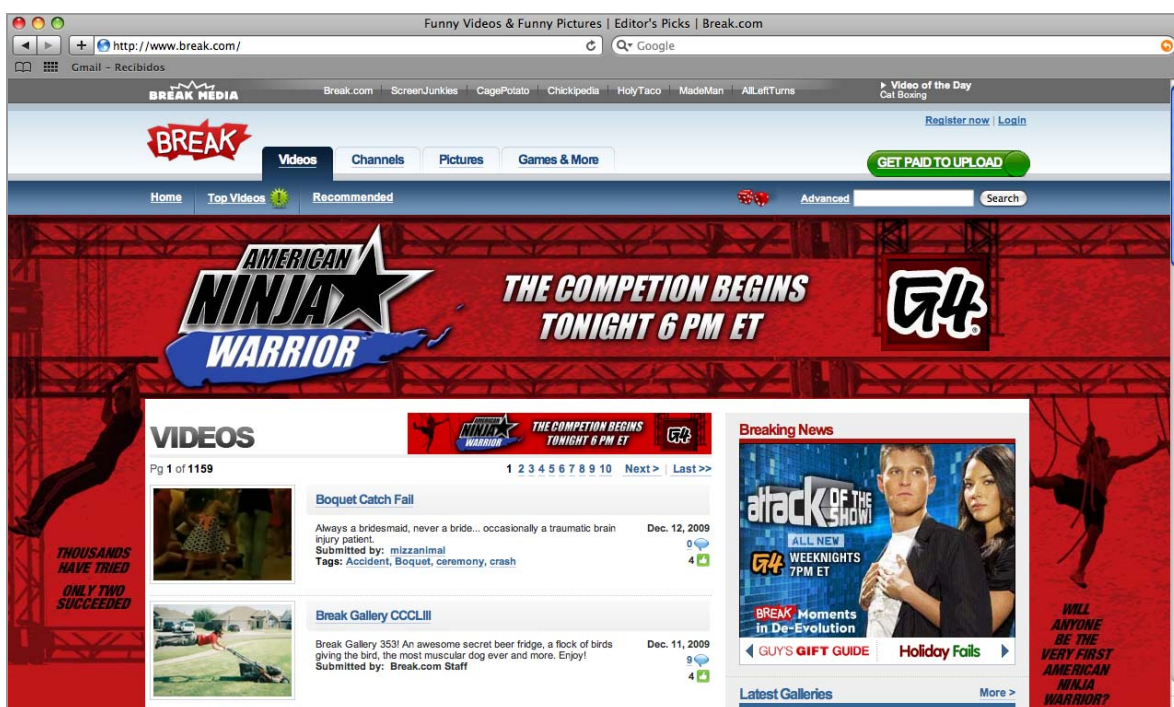 Funny Videos & Funny Pictures | Editor's Picks | Break.com
http://www.break.com/
Google
Gmail – Recibidos
BREAK MEDIA
Break.com ScreenJunkies CagePotato Chickipedia HolyTaco MadeMan AllLeftTurns
Video of the Day
Cat Boxing
Register now | Login
BREAK
Videos Channels Pictures Games & More
GET PAID TO UPLOAD
Home Top Videos ! Recommended
Advanced Search
AMERICAN
NINJA
WARRIOR
THE COMPETION BEGINS
TONIGHT 6 PM ET
G4
VIDEOS
AMERICAN
NINJA
WARRIOR
THE COMPETION BEGINS
TONIGHT 6 PM ET
G4
Pg 1 of 1159
1 2 3 4 5 6 7 8 9 10 Next > | Last >>
Boquet Catch Fail
Always a bridesmaid, never a bride... occasionally a traumatic brain
injury patient.
Submitted by: mizzanimal
Tags: Accident, Boquet, ceremony, crash
Dec. 12, 2009
0
4
Break Gallery CCCLIII
Break Gallery 353! An awesome secret beer fridge, a flock of birds
giving the bird, the most muscular dog ever and more. Enjoy!
Submitted by: Break.com Staff
Dec. 11, 2009
9
4
Breaking News
attack OF THE
SHOW!
ALL NEW
G4 WEEKNIGHTS
7PM ET
BREAK Moments
in De-Evolution
GUY'S GIFT GUIDE Holiday Fails
Latest Galleries More >
THOUSANDS
HAVE TRIED
ONLY TWO
SUCCEEDED
WILL
ANYONE
BE THE
VERY FIRST
AMERICAN
NINJA
WARRIOR?